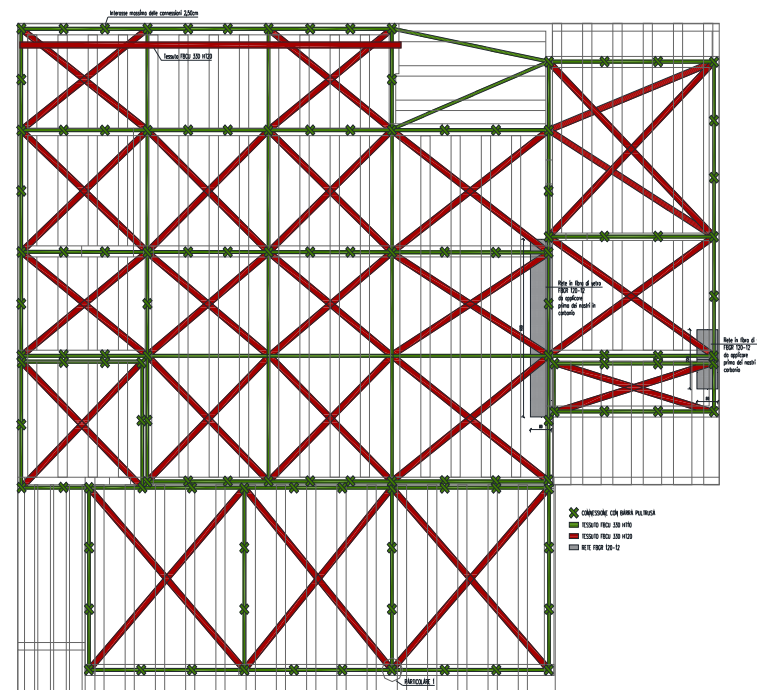 Interasse massimo delle connessioni 2,50cm
Tessuto FBCU 330 H120
Rete in fibra di vetro
FBGR 120-12
da applicare
prima dei nastri in
carbonio
Rete in fibra di
FBGR 120-12
da applicare
prima dei nastri
carbonio
CONNESSIONE CON BARRA PULTRUSA
TESSUTO FBCU 330 H110
TESSUTO FBCU 330 H120
RETE FBGR 120-12
PARTICOLARE 1